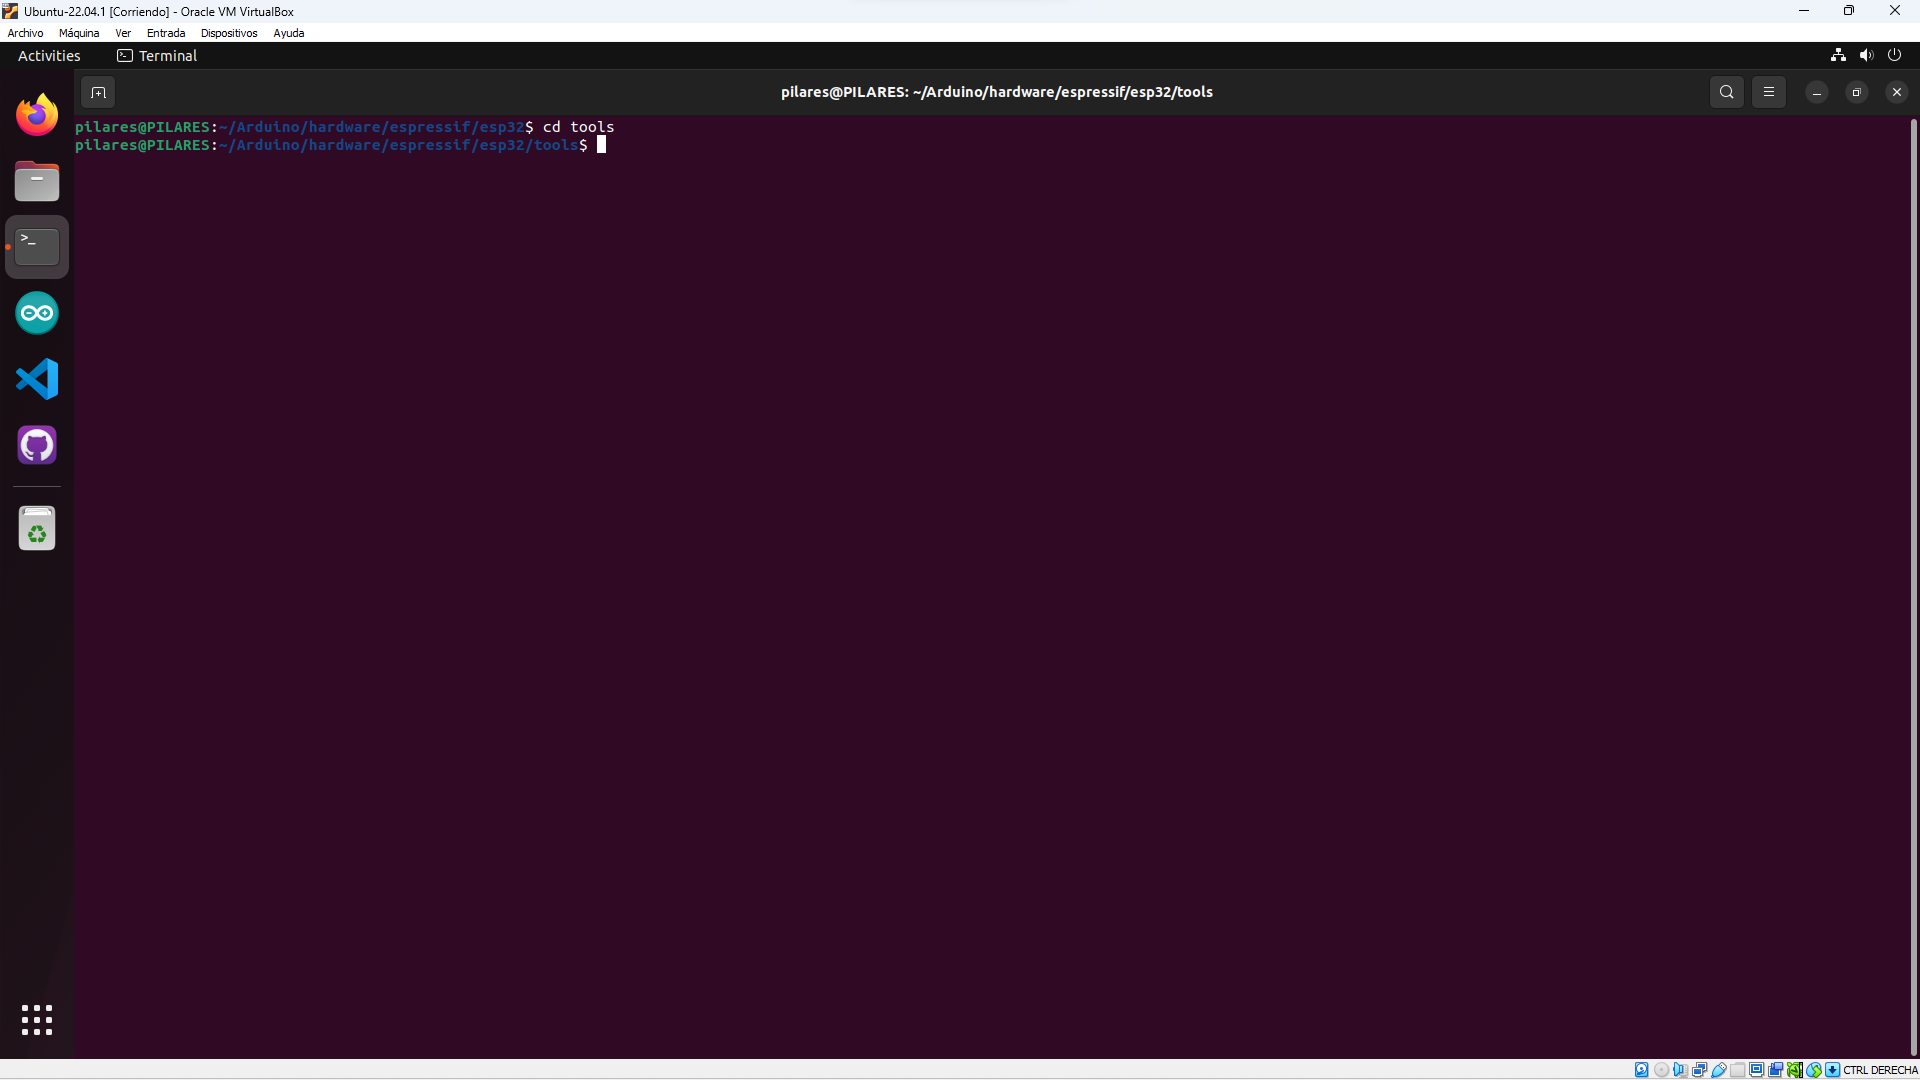 Ubuntu-22.04.1 [Corriendo] - Oracle VM VirtualBox
Archivo Máquina Ver Entrada Dispositivos Ayuda
Activities Terminal
pilares@PILARES: ~/Arduino/hardware/espressif/esp32/tools
pilares@PILARES:~/Arduino/hardware/espressif/esp32$ cd tools
pilares@PILARES:~/Arduino/hardware/espressif/esp32/tools$
CTRL DERECHA